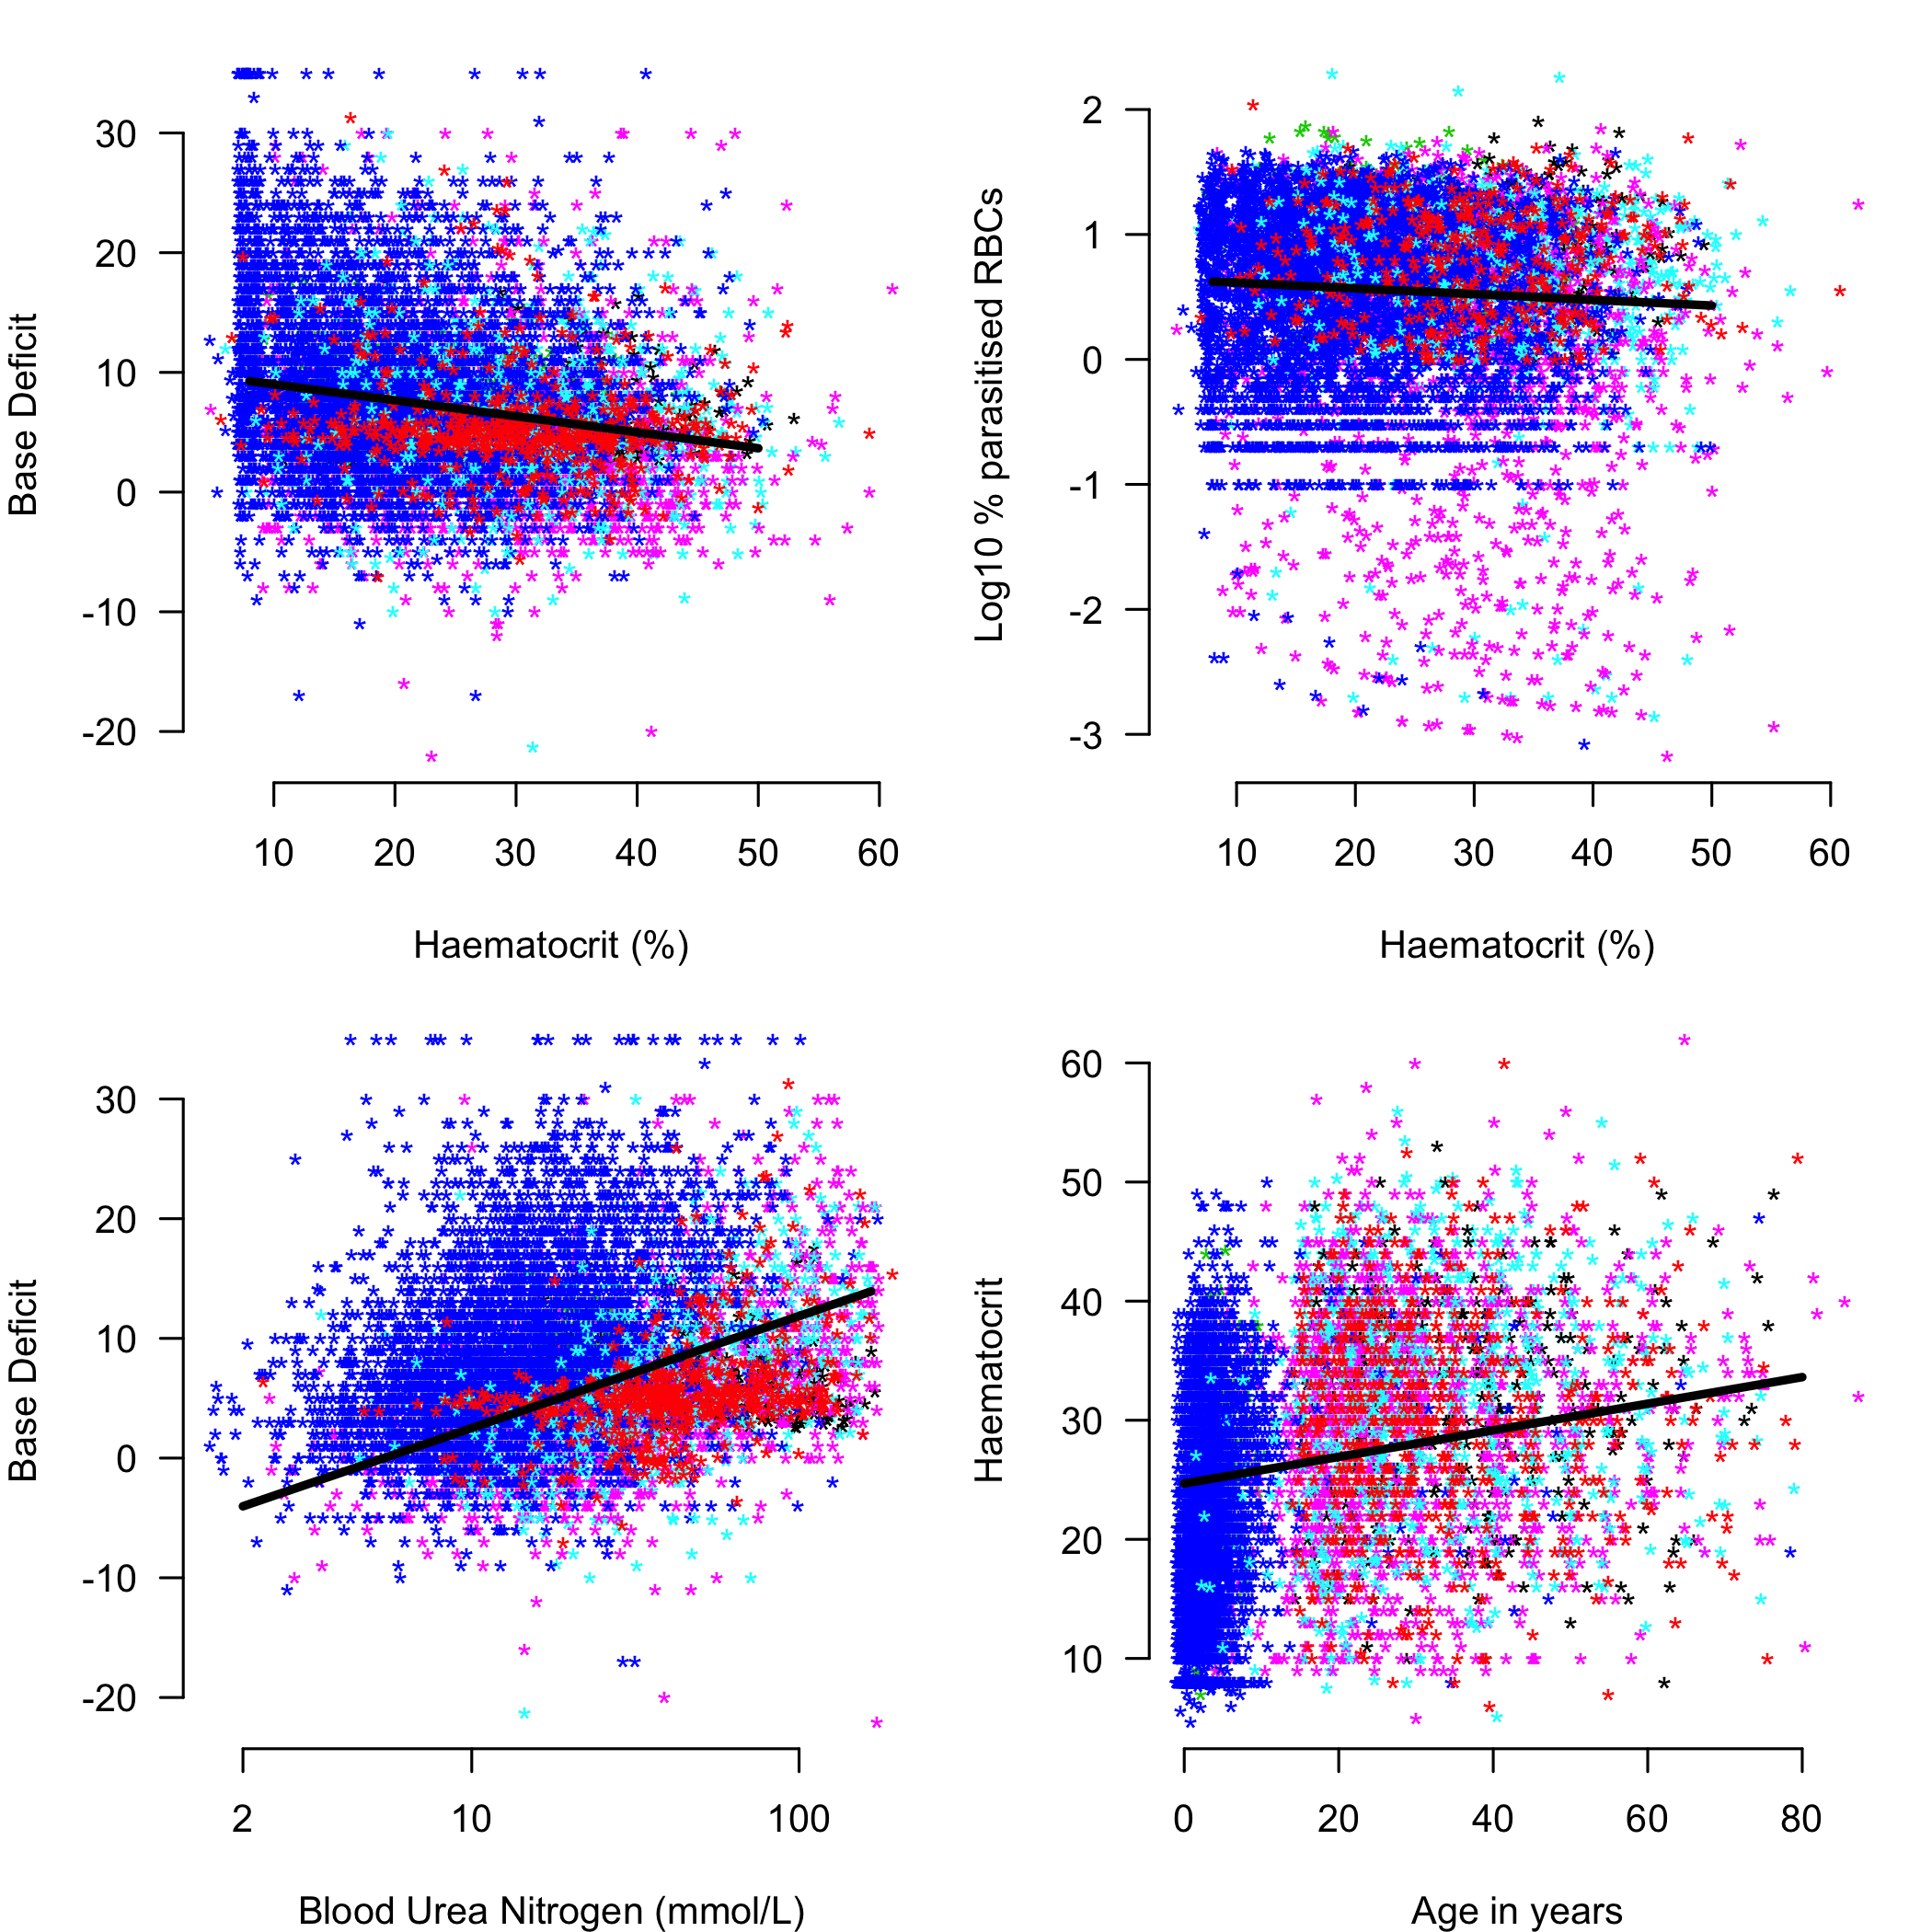 Base Deficit
30
20
10
0
-10
-20
10 20 30 40 50 60
Haematocrit (%)
Log10 % parasitised RBCs
2
1
0
-1
-2
-3
10 20 30 40 50 60
Haematocrit (%)
Base Deficit
30
20
10
0
-10
-20
2 10 100
Blood Urea Nitrogen (mmol/L)
Haematocrit
60
50
40
30
20
10
0 20 40 60 80
Age in years